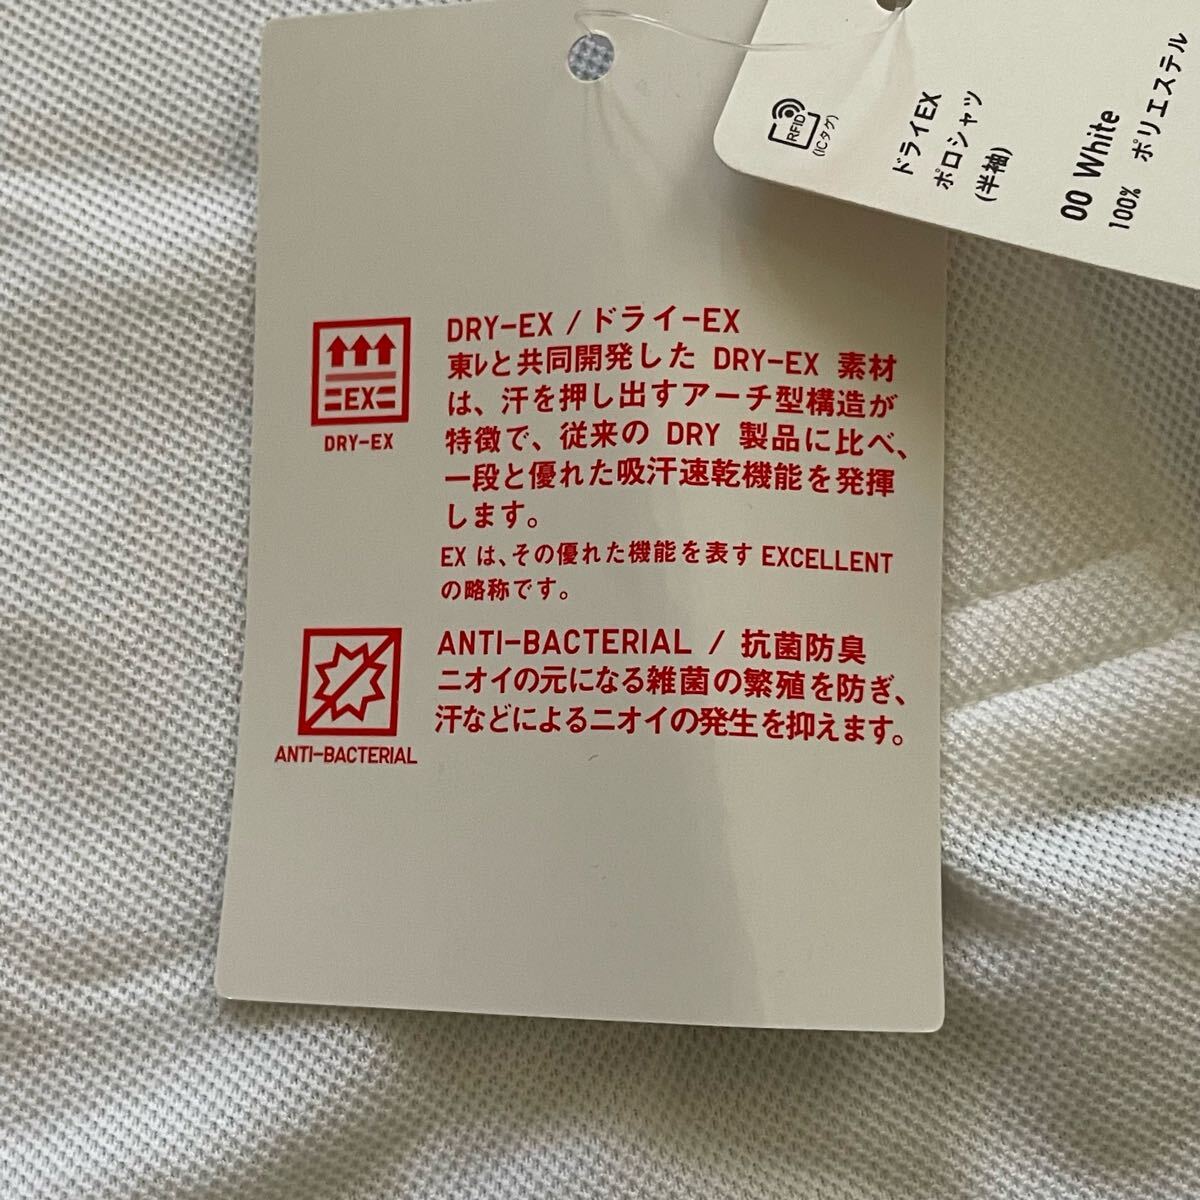 RFID
(ICタグ)
ドライEX
ポロシャツ
(半袖)
00 White
100% ポリエステル
EX
DRY-EX
DRY-EX / ドライ-EX
東レと共同開発した DRY-EX 素材
は、汗を押し出すアーチ型構造が
特徴で、従来の DRY 製品に比べ、
一段と優れた吸汗速乾機能を発揮
します。
EX は、その優れた機能を表す EXCELLENT
の略称です。
ANTI-BACTERIAL
ANTI-BACTERIAL / 抗菌防臭
ニオイの元になる雑菌の繁殖を防ぎ、
汗などによるニオイの発生を抑えます。